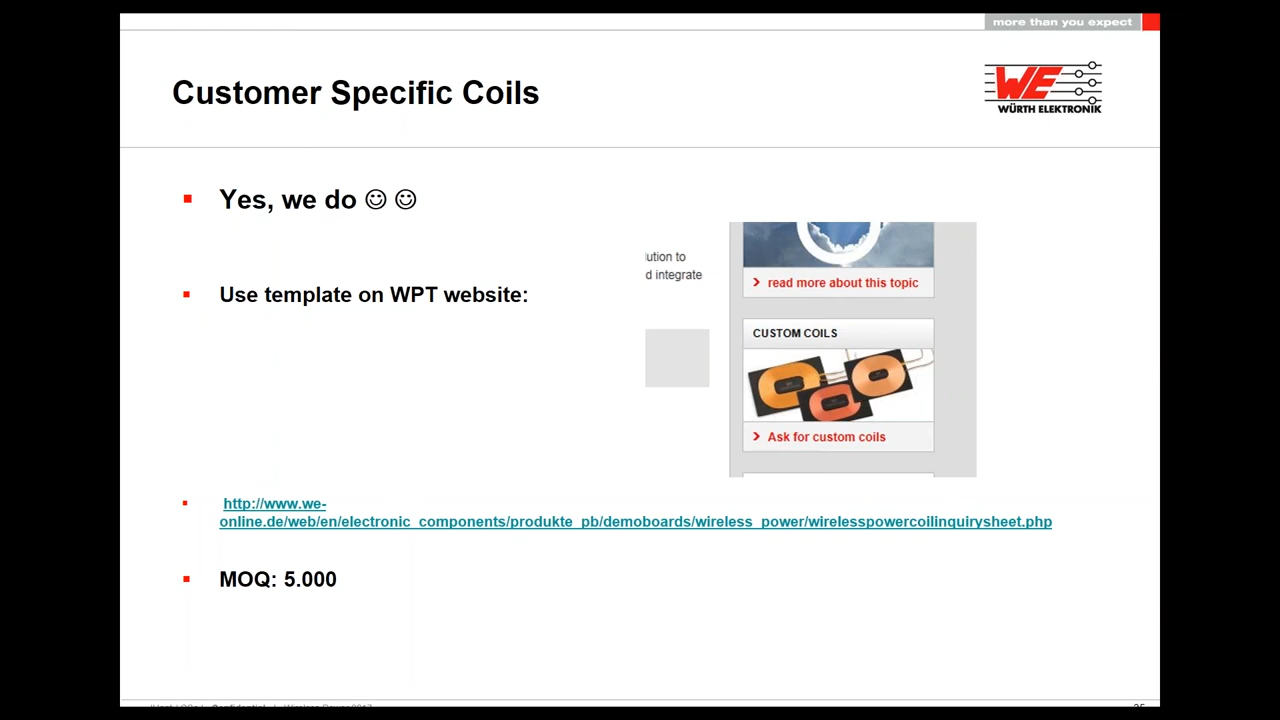 more than you expect
Customer Specific Coils
WE
WÜRTH ELEKTRONIK
Yes, we do ☺ ☺
lution to
d integrate
read more about this topic
Use template on WPT website:
CUSTOM COILS
Ask for custom coils
http://www.we-
online.de/web/en/electronic_components/produkte_pb/demoboards/wireless_power/wirelesspowercoilinquirysheet.php
MOQ: 5.000